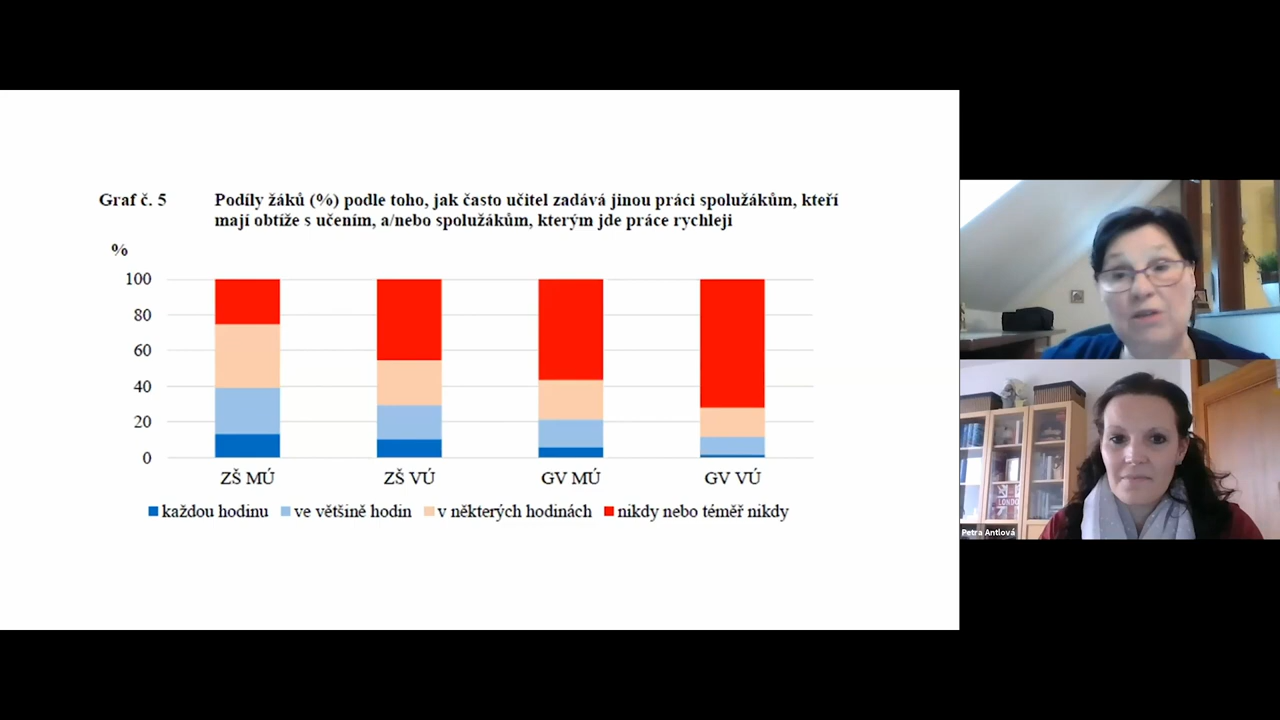 Graf č. 5 Podíly žáků (%) podle toho, jak často učitel zadává jinou práci spolužákům, kteří
mají obtíže s učením, a/nebo spolužákům, kterým jde práce rychleji
%
100
80
60
40
20
0
ZŠ MÚ ZŠ VÚ GV MÚ GV VÚ
každou hodinu ve většině hodin v některých hodinách nikdy nebo téměř nikdy
LONDON
Petra Antlová